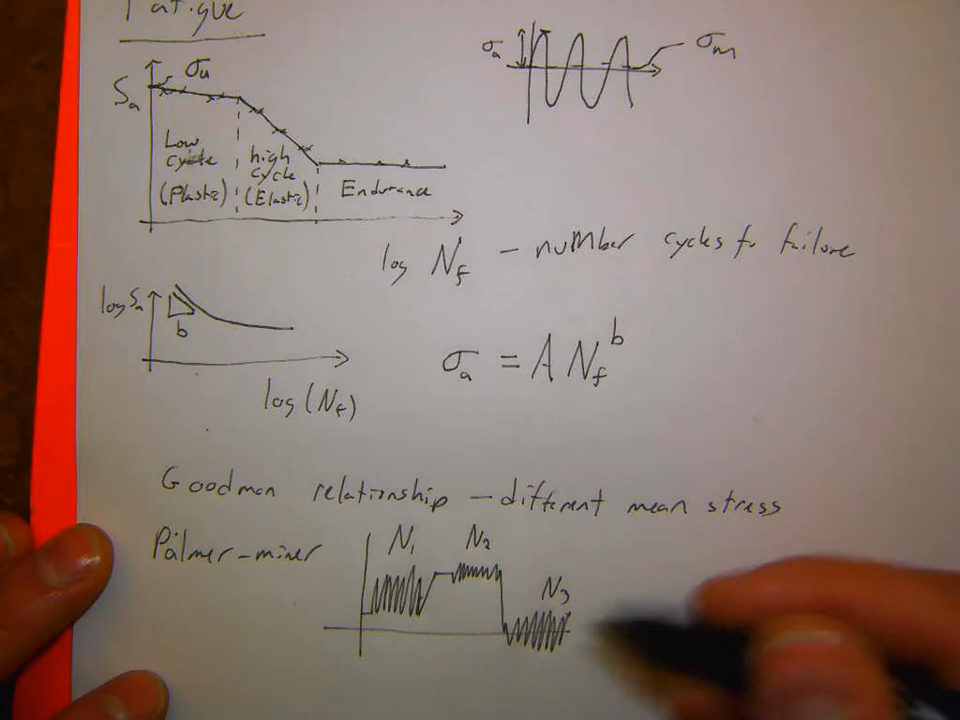 Fatigue
σa σm
Sa σu
Low cycle (Plastic)
high cycle (Elastic)
Endurance
log Nf - number cycles to failure
log Sa
b
log (Nf)
σa = A Nf^b
Goodman relationship - different mean stress
Palmer-miner N1 N2 N3